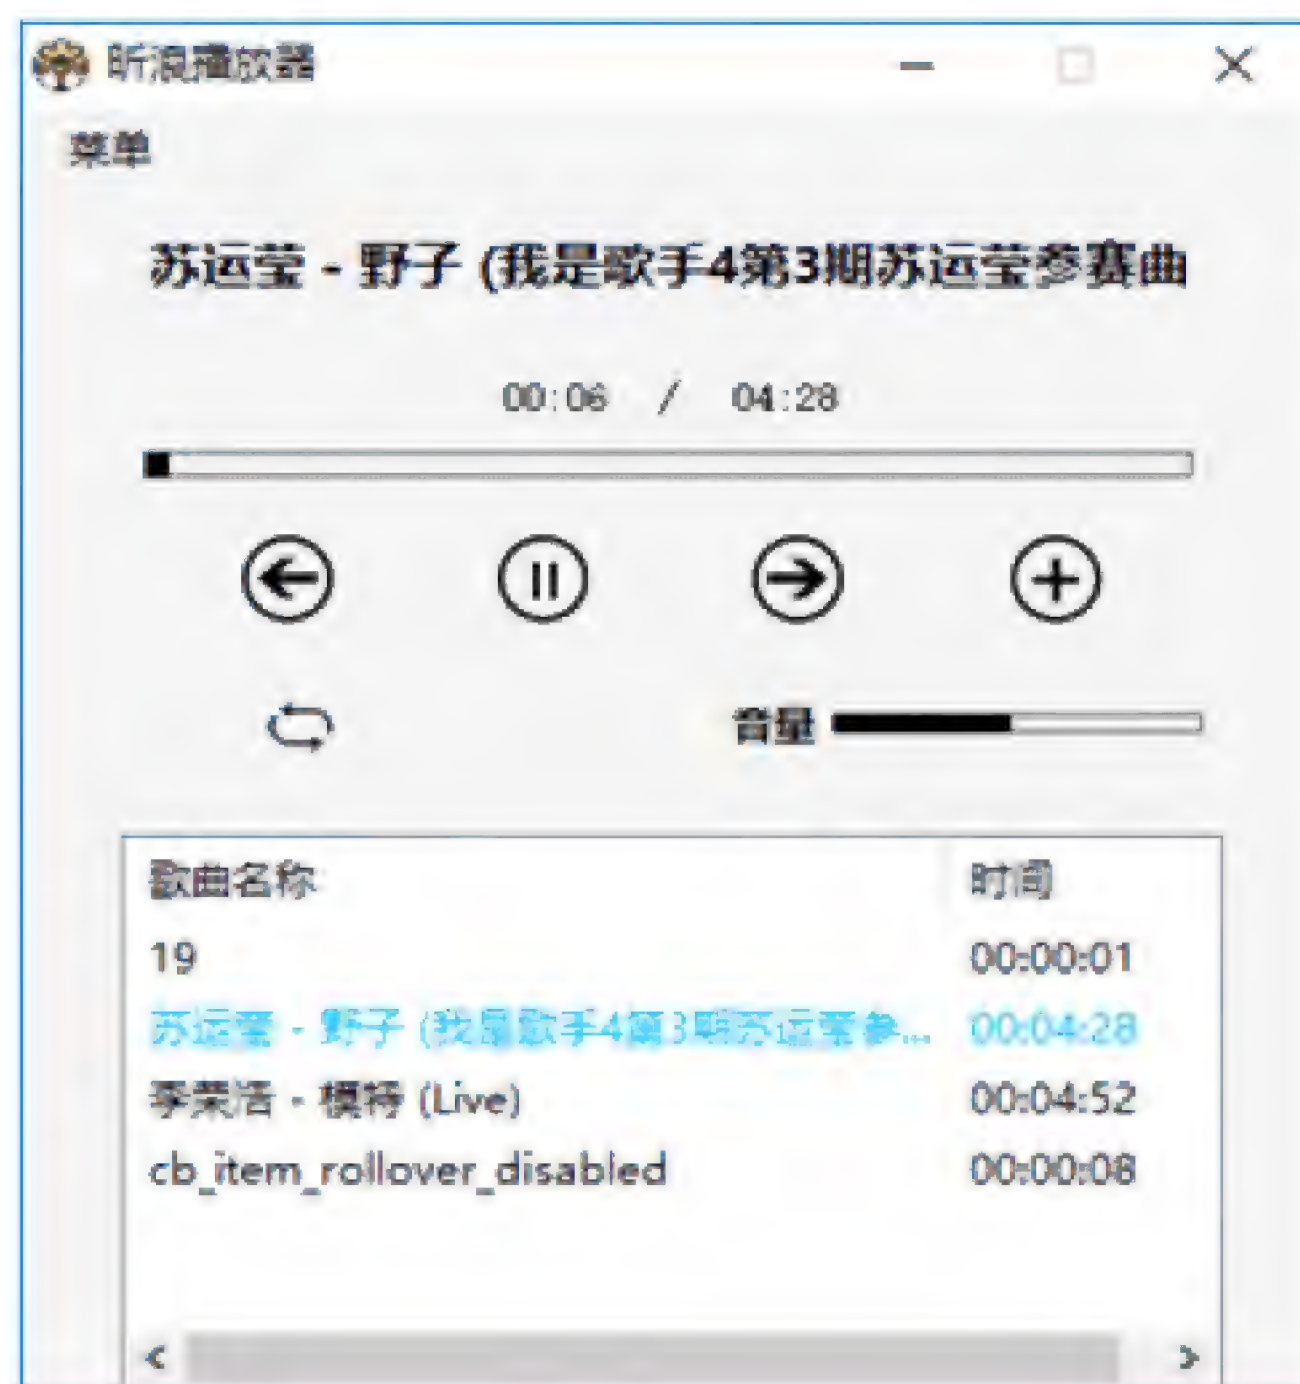 昕浪播放器
菜单
苏运莹 - 野子 (我是歌手4第3期苏运莹参赛曲
00:06 / 04:28
音量
歌曲名称 时间
19 00:00:01
苏运莹 - 野子 (我是歌手4第3期苏运莹参... 00:04:28
李荣浩 - 模特 (Live) 00:04:52
cb_item_rollover_disabled 00:00:08